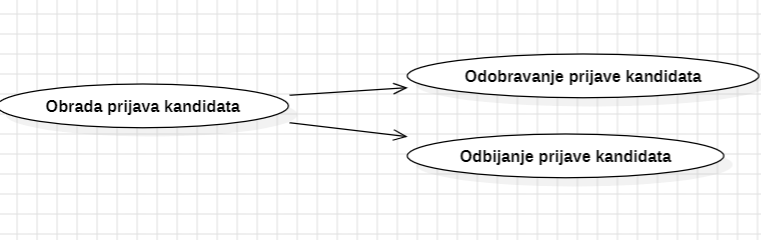 Obrada prijava kandidata
Odobravanje prijave kandidata
Odbijanje prijave kandidata